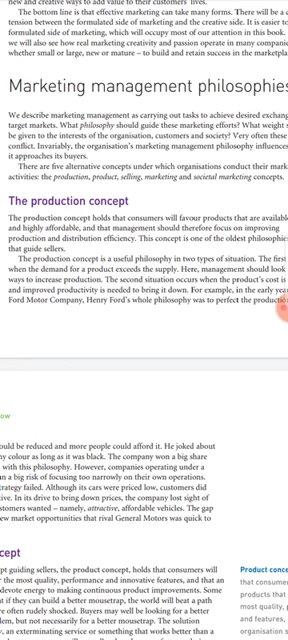 new and creative ways to add value to their customers' lives.
The bottom line is that effective marketing can take many forms. There will be a c
tension between the formulated side of marketing and the creative side. It is easier to
formulated side of marketing, which will occupy most of our attention in this book.
we will also see how real marketing creativity and passion operate in many companie
whether small or large, new or mature – to build and retain success in the marketpla
Marketing management philosophies
We describe marketing management as carrying out tasks to achieve desired exchang
target markets. What philosophy should guide these marketing efforts? What weight s
be given to the interests of the organisation, customers and society? Very often these
conflict. Invariably, the organisation's marketing management philosophy influences
it approaches its buyers.
There are five alternative concepts under which organisations conduct their mark
activities: the production, product, selling, marketing and societal marketing concepts.
The production concept
The production concept holds that consumers will favour products that are availabl
and highly affordable, and that management should therefore focus on improving
production and distribution efficiency. This concept is one of the oldest philosophie
that guide sellers.
The production concept is a useful philosophy in two types of situation. The first
when the demand for a product exceeds the supply. Here, management should look
ways to increase production. The second situation occurs when the product's cost is
and improved productivity is needed to bring it down. For example, in the early yea
Ford Motor Company, Henry Ford's whole philosophy was to perfect the productio
ow
ould be reduced and more people could afford it. He joked about
ny colour as long as it was black. The company won a big share
with this philosophy. However, companies operating under a
n a big risk of focusing too narrowly on their own operations.
trategy failed. Although its cars were priced low, customers did
ive. In its drive to bring down prices, the company lost sight of
stomers wanted – namely, attractive, affordable vehicles. The gap
ew market opportunities that rival General Motors was quick to
cept
pt guiding sellers, the product concept, holds that consumers will
r the most quality, performance and innovative features, and that an
devote energy to making continuous product improvements. Some
t if they can build a better mousetrap, the world will beat a path
re often rudely shocked. Buyers may well be looking for a better
lem, but not necessarily for a better mousetrap. The solution
y, an exterminating service or something that works better than a
Product conce
that consumers
products that
most quality, p
and features,
organisation